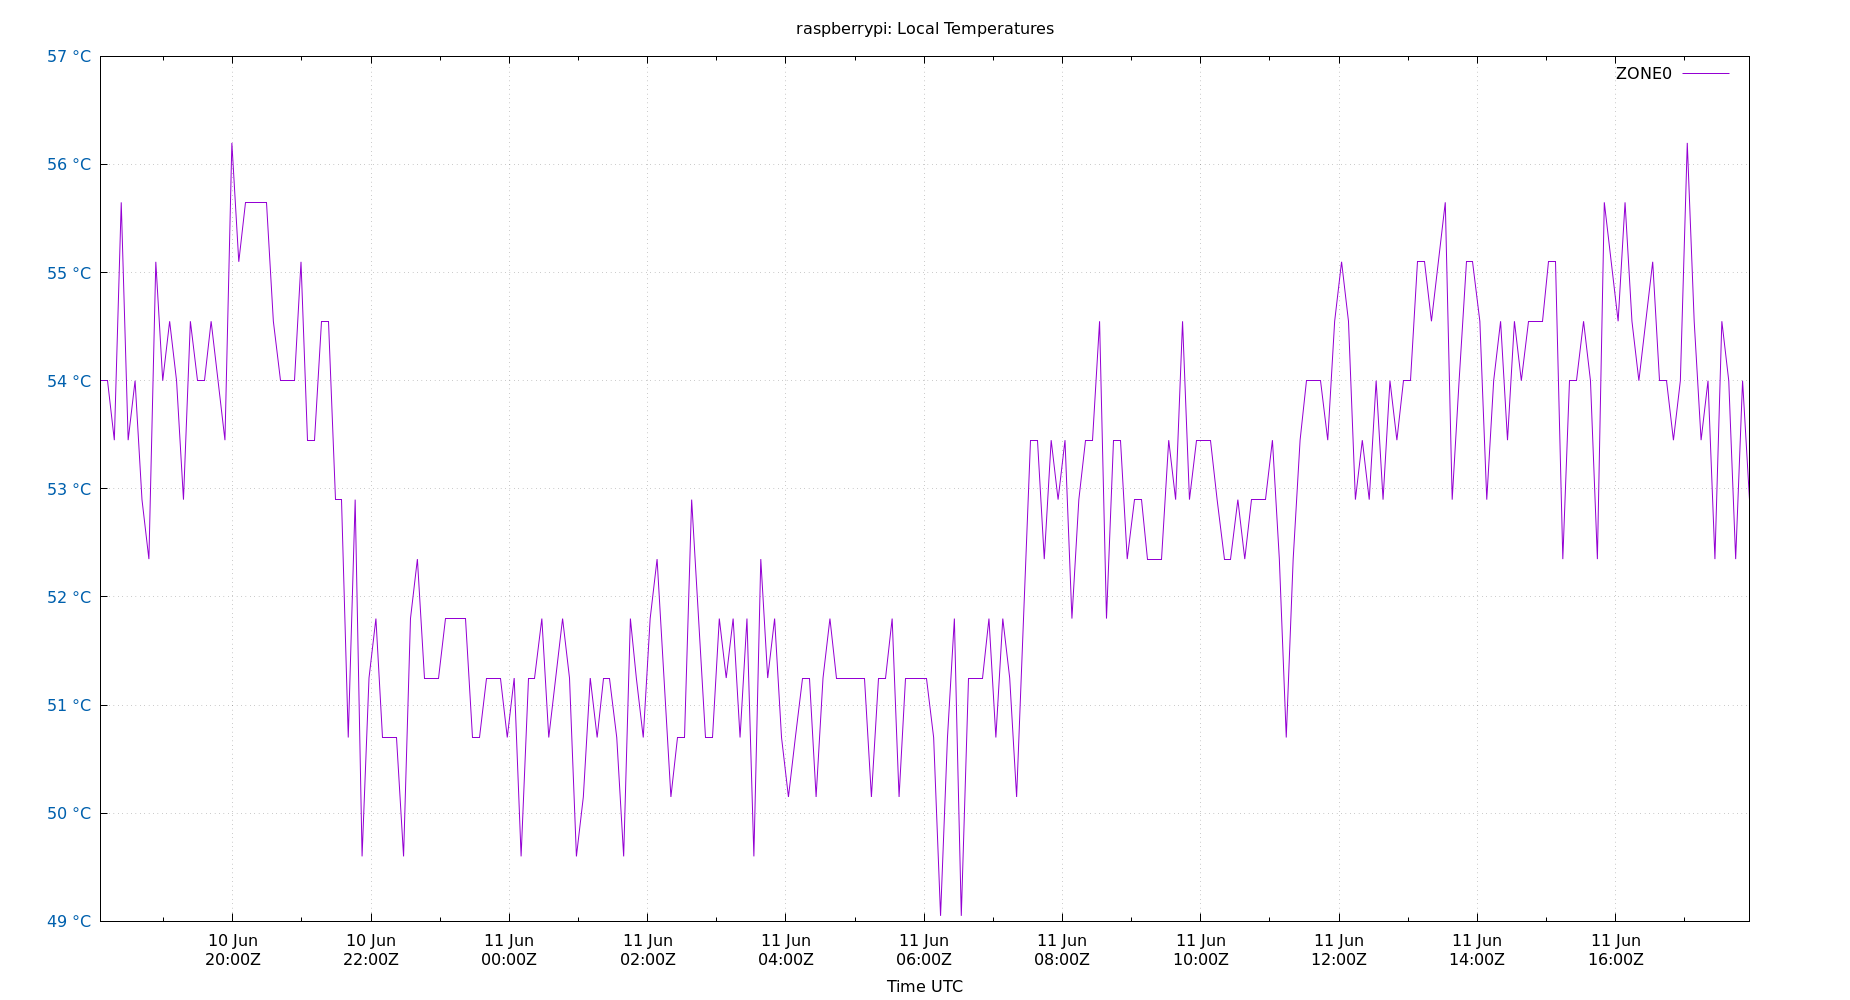 raspberrypi: Local Temperatures
57 °C
ZONE0
56 °C
55 °C
54 °C
53 °C
52 °C
51 °C
50 °C
49 °C
10 Jun 10 Jun 11 Jun 11 Jun 11 Jun 11 Jun 11 Jun 11 Jun 11 Jun 11 Jun 11 Jun
20:00Z 22:00Z 00:00Z 02:00Z 04:00Z 06:00Z 08:00Z 10:00Z 12:00Z 14:00Z 16:00Z
Time UTC